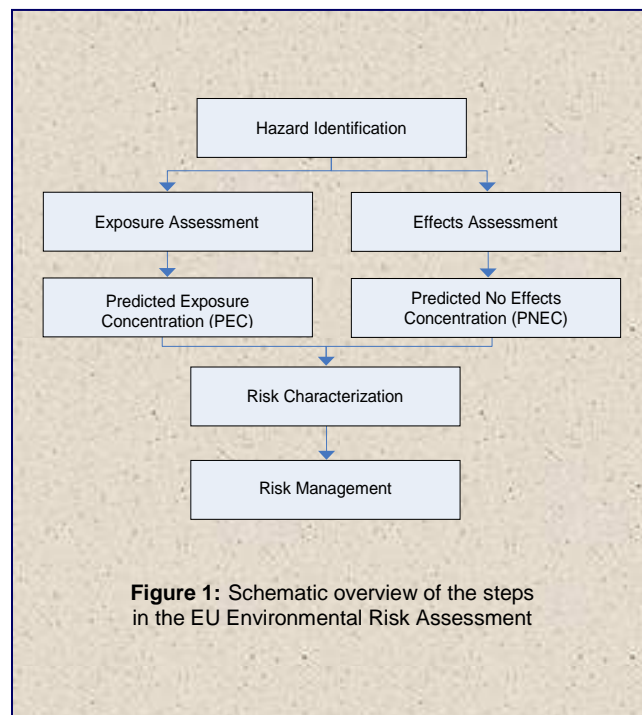 Hazard Identification
Exposure Assessment
Effects Assessment
Predicted Exposure
Concentration (PEC)
Predicted No Effects
Concentration (PNEC)
Risk Characterization
Risk Management
Figure 1: Schematic overview of the steps
in the EU Environmental Risk Assessment